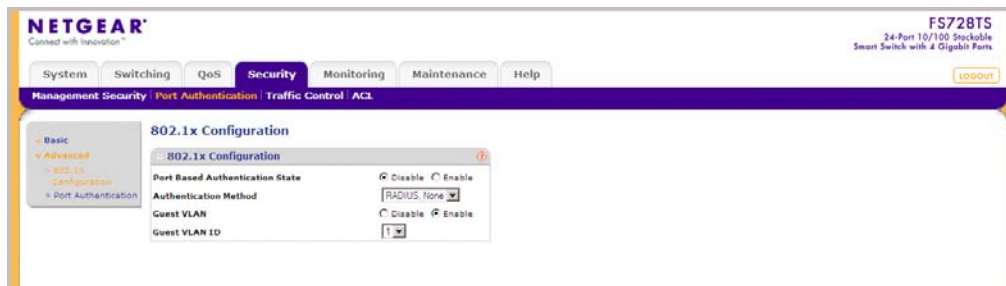 NETGEAR
Connect with Innovation™
FS728TS
24-Port 10/100 Stackable
Smart Switch with 4 Gigabit Ports
System Switching QoS Security Monitoring Maintenance Help
LOGOUT
Management Security Port Authentication Traffic Control ACL
Basic
Advanced
802.1x
Configuration
Port Authentication
802.1x Configuration
802.1x Configuration
Port Based Authentication State Disable Enable
Authentication Method RADIUS, None
Guest VLAN Disable Enable
Guest VLAN ID 1